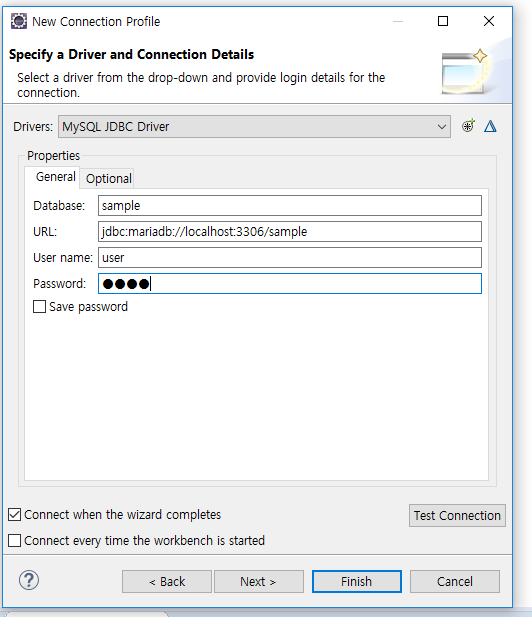 New Connection Profile
Specify a Driver and Connection Details
Select a driver from the drop-down and provide login details for the
connection.
Drivers: MySQL JDBC Driver
Properties
General Optional
Database: sample
URL: jdbc:mariadb://localhost:3306/sample
User name: user
Password: ●●●●
Save password
Connect when the wizard completes
Test Connection
Connect every time the workbench is started
< Back Next > Finish Cancel